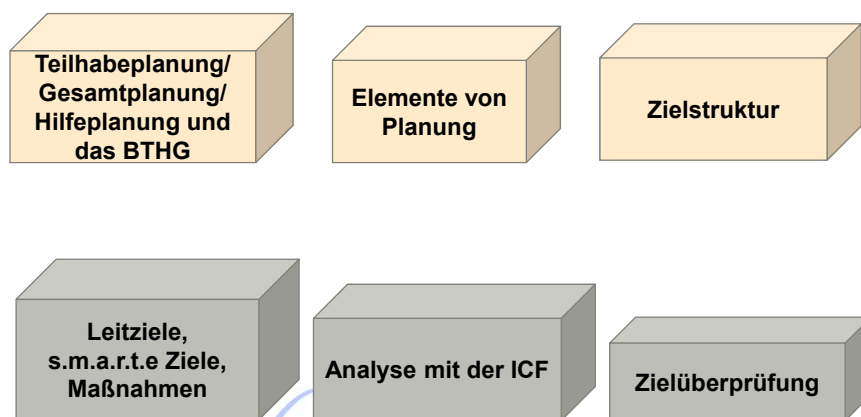 Teilhabeplanung/
Gesamtplanung/
Hilfeplanung und
das BTHG
Elemente von
Planung
Zielstruktur
Leitziele,
s.m.a.r.t.e Ziele,
Maßnahmen
Analyse mit der ICF
Zielüberprüfung